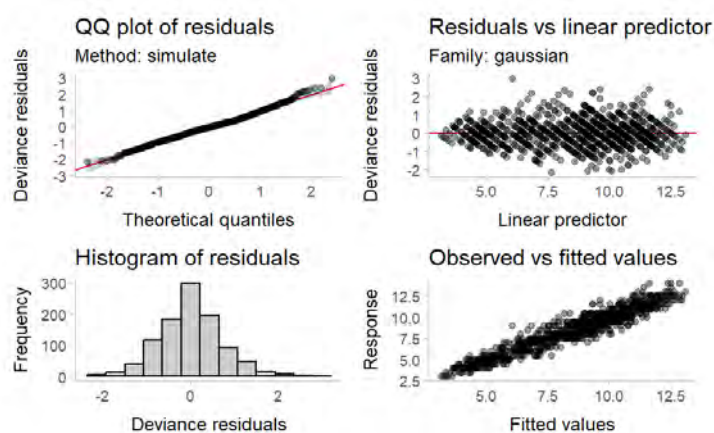 QQ plot of residuals
Method: simulate
Deviance residuals
3
2
1
0
-1
-2
-3
-2
-1
0
1
2
Theoretical quantiles
Residuals vs linear predictor
Family: gaussian
Deviance residuals
3
2
1
0
-1
-2
5.0
7.5
10.0
12.5
Linear predictor
Histogram of residuals
Frequency
300
200
100
0
-2
0
2
Deviance residuals
Observed vs fitted values
Response
12.5
10.0
7.5
5.0
2.5
5.0
7.5
10.0
12.5
Fitted values